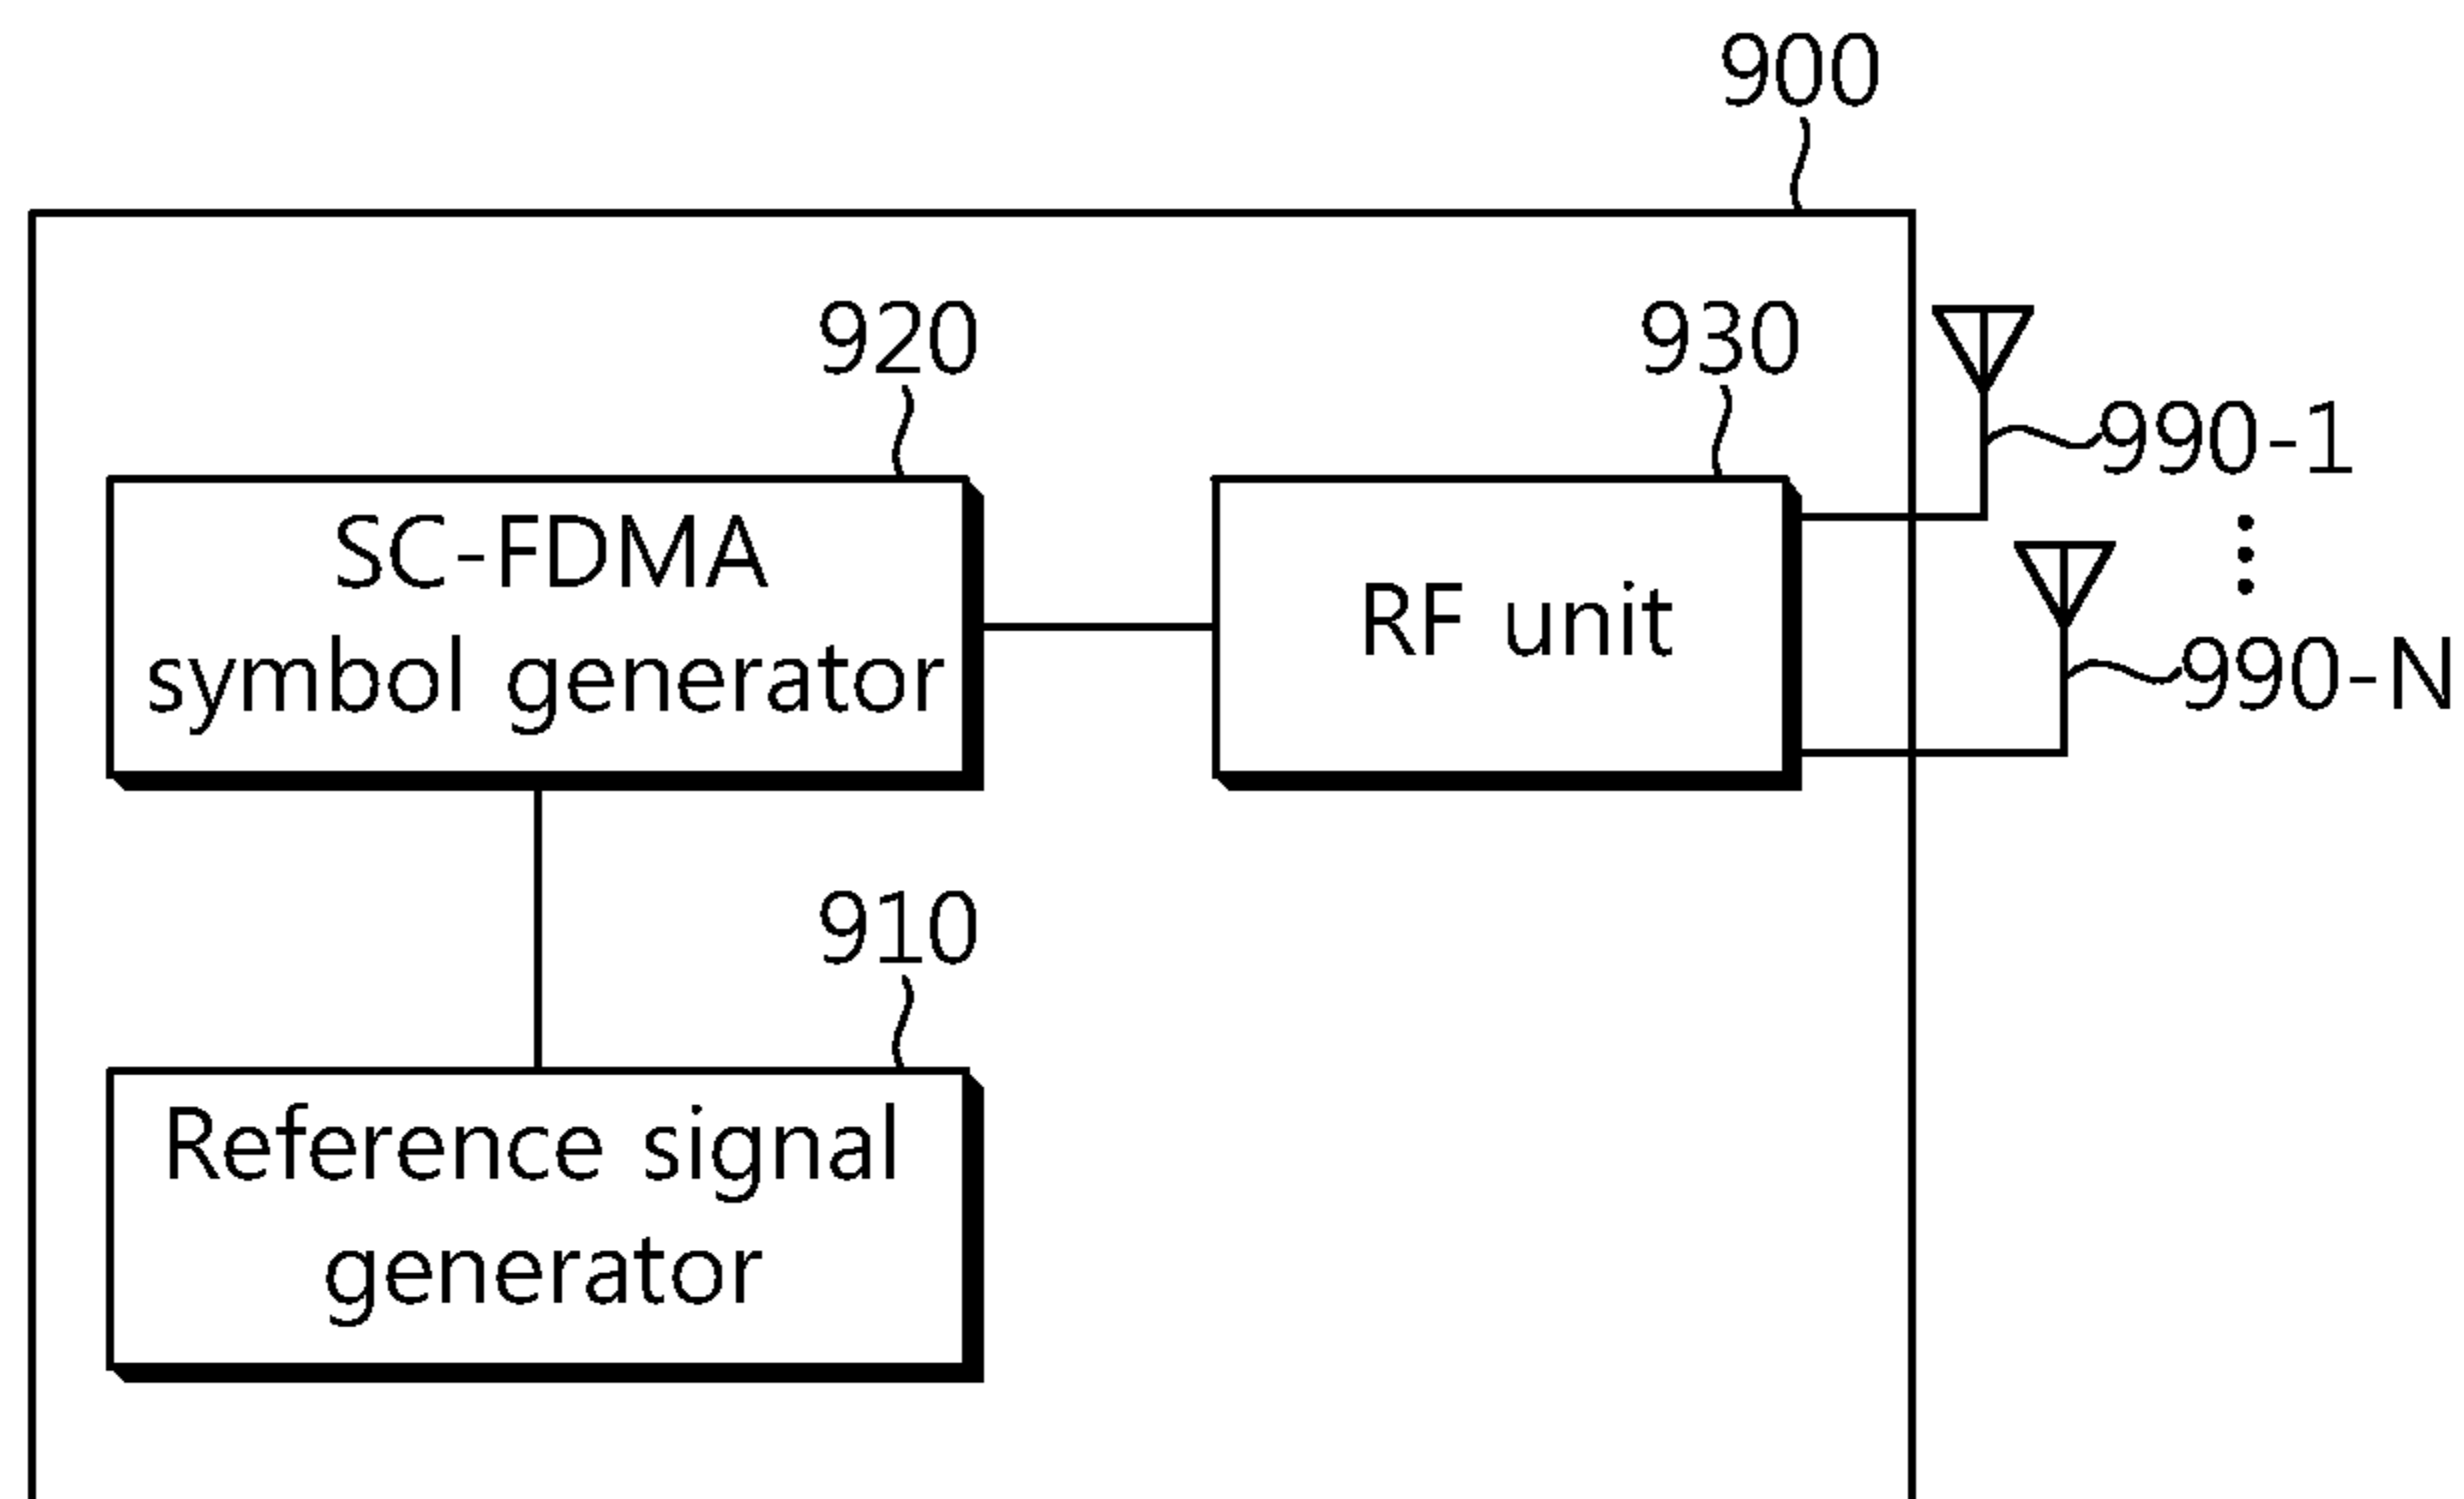 900
920
930
990-1
SC-FDMA
symbol generator
RF unit
990-N
910
Reference signal
generator